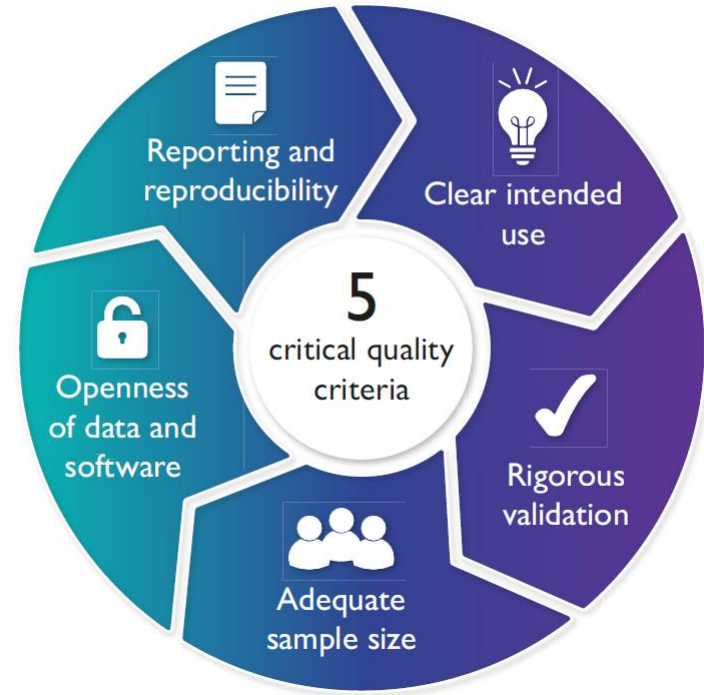 5
critical quality
criteria
Clear intended
use
Rigorous
validation
Adequate
sample size
Openness
of data and
software
Reporting and
reproducibility